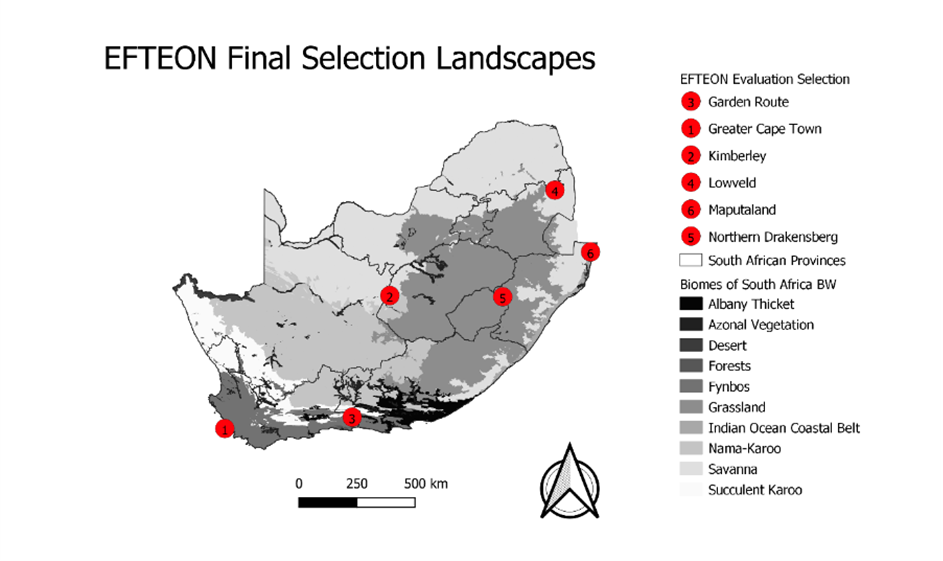 EFTEON Final Selection Landscapes
EFTEON Evaluation Selection
3 Garden Route
1 Greater Cape Town
2 Kimberley
4 Lowveld
6 Maputaland
5 Northern Drakensberg
South African Provinces
Biomes of South Africa BW
Albany Thicket
Azonal Vegetation
Desert
Forests
Fynbos
Grassland
Indian Ocean Coastal Belt
Nama-Karoo
Savanna
Succulent Karoo
4
6
2
5
3
1
0 250 500 km